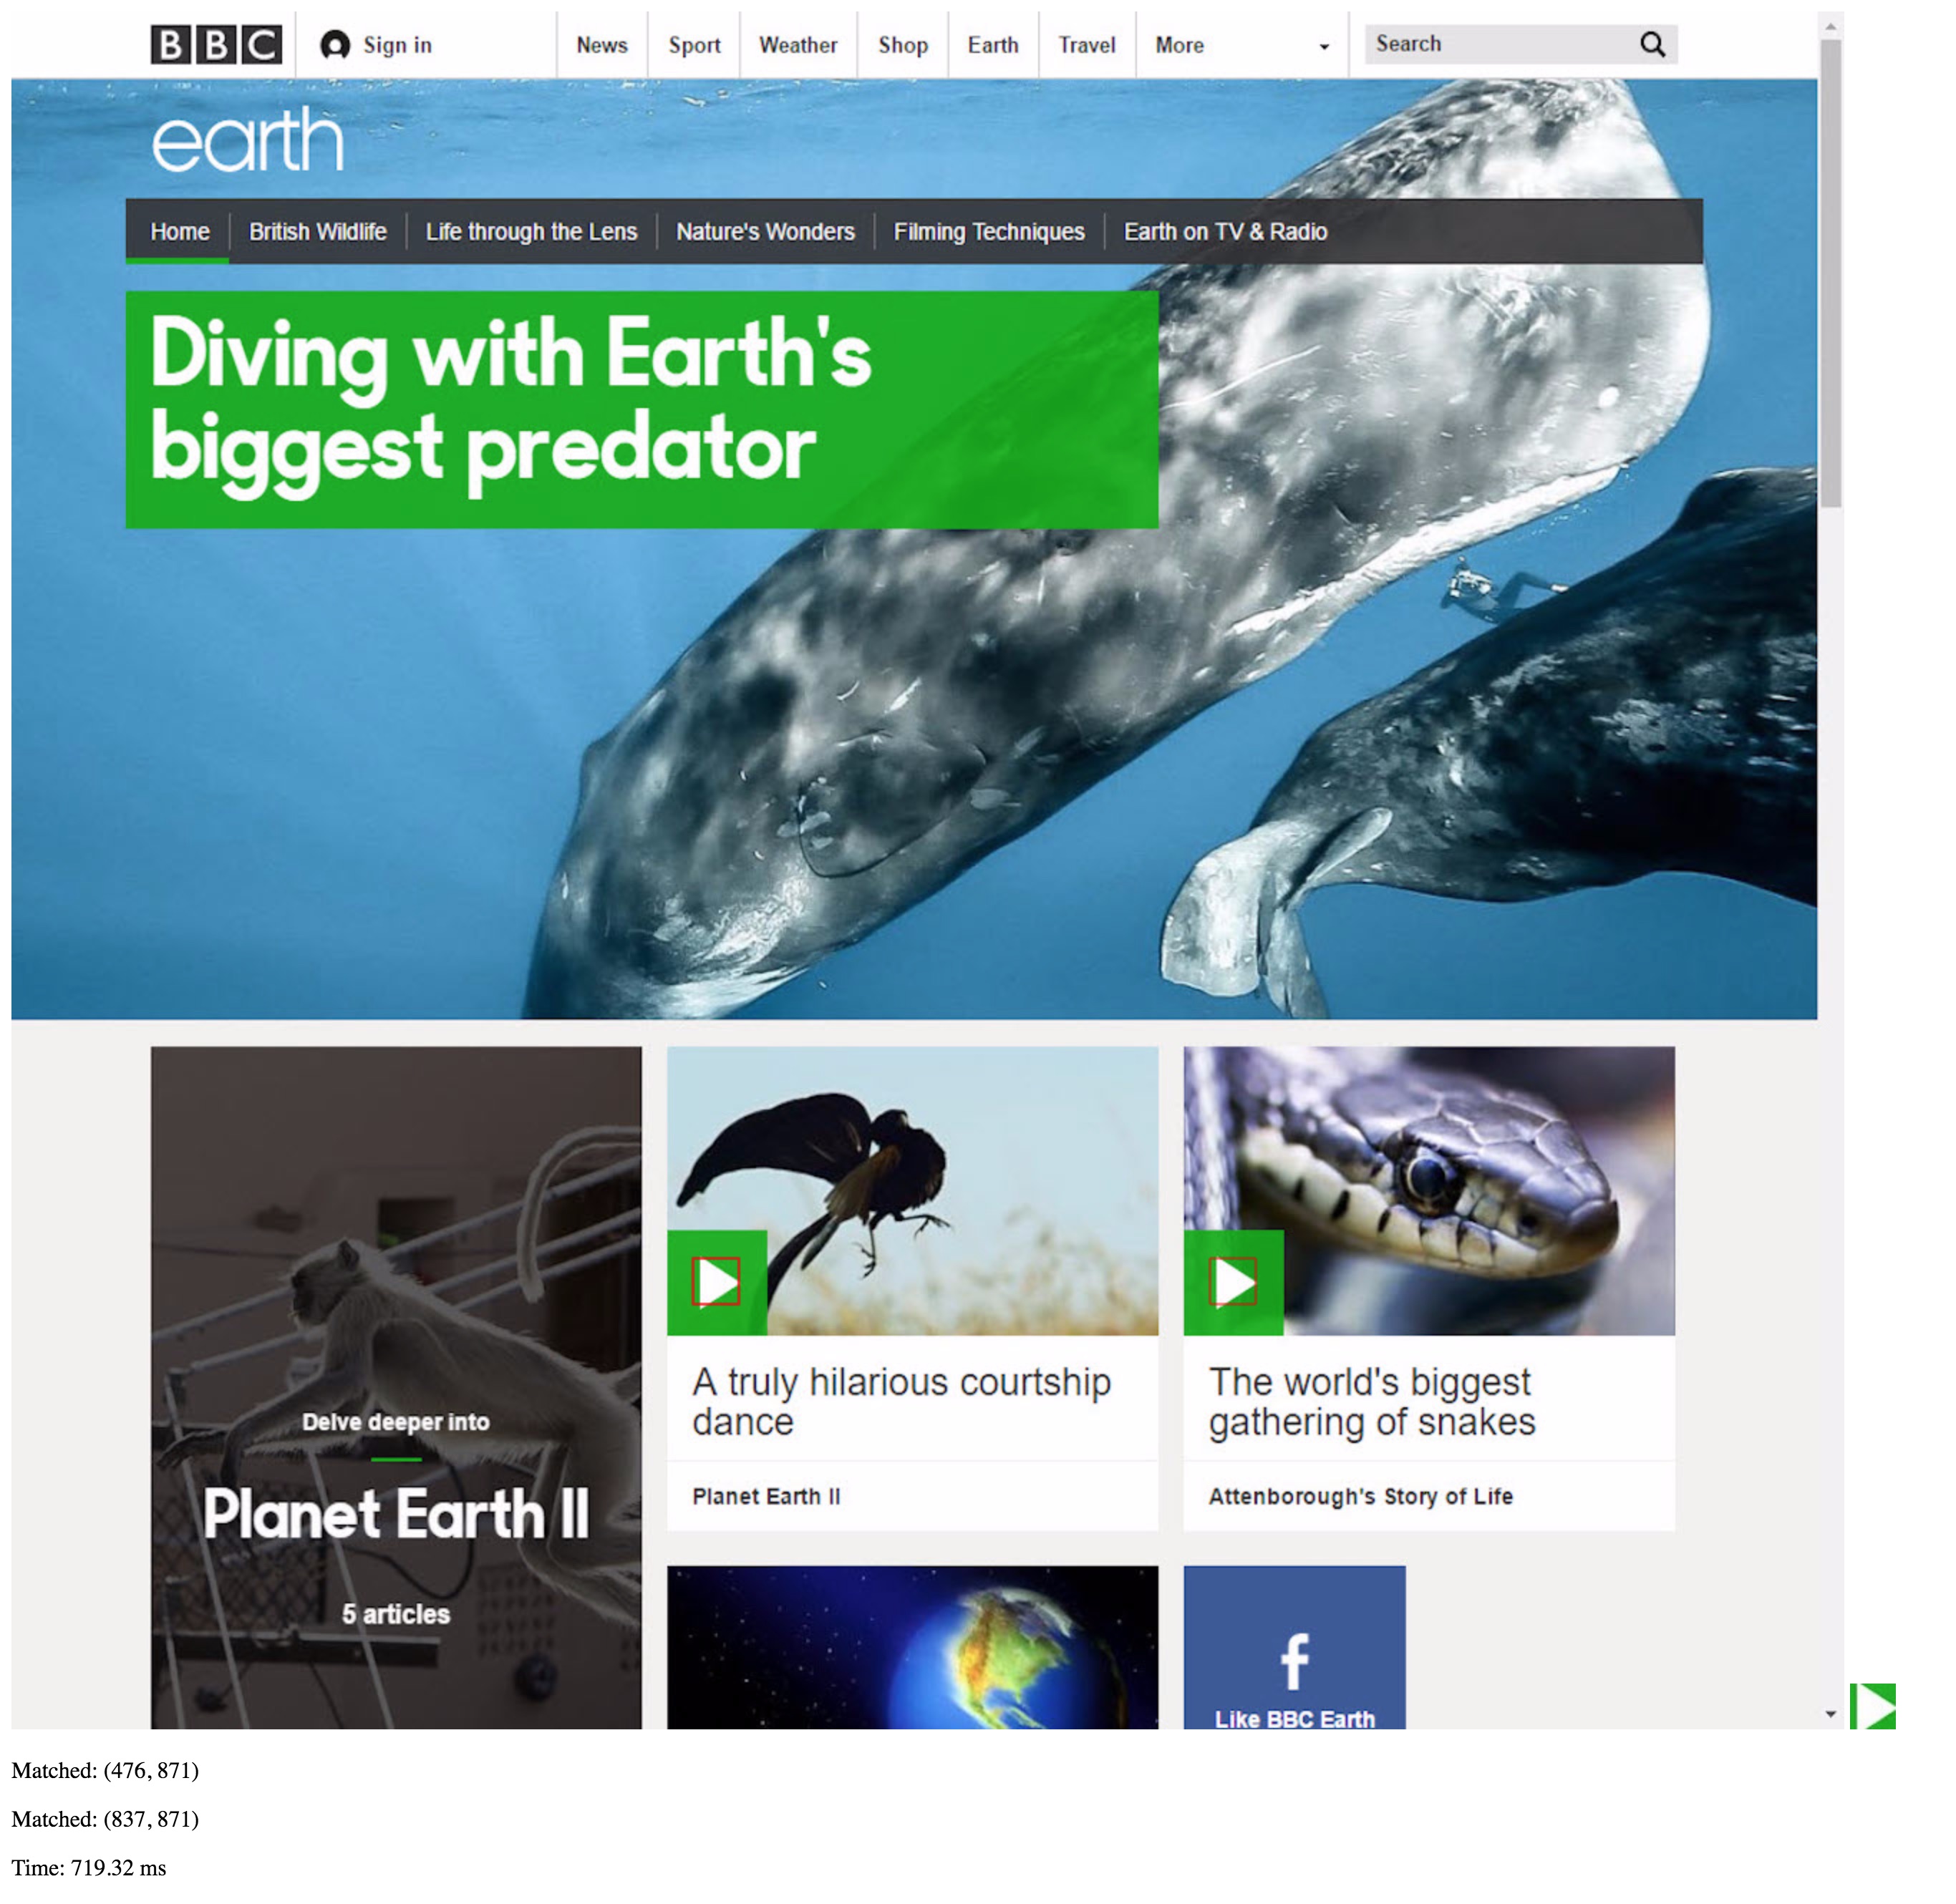 BBC
Sign in
News
Sport
Weather
Shop
Earth
Travel
More
Search
earth
Home
British Wildlife
Life through the Lens
Nature's Wonders
Filming Techniques
Earth on TV & Radio
Diving with Earth's
biggest predator
Delve deeper into
Planet Earth II
5 articles
A truly hilarious courtship
dance
Planet Earth II
The world's biggest
gathering of snakes
Attenborough's Story of Life
f
Like BBC Earth
Matched: (476, 871)
Matched: (837, 871)
Time: 719.32 ms